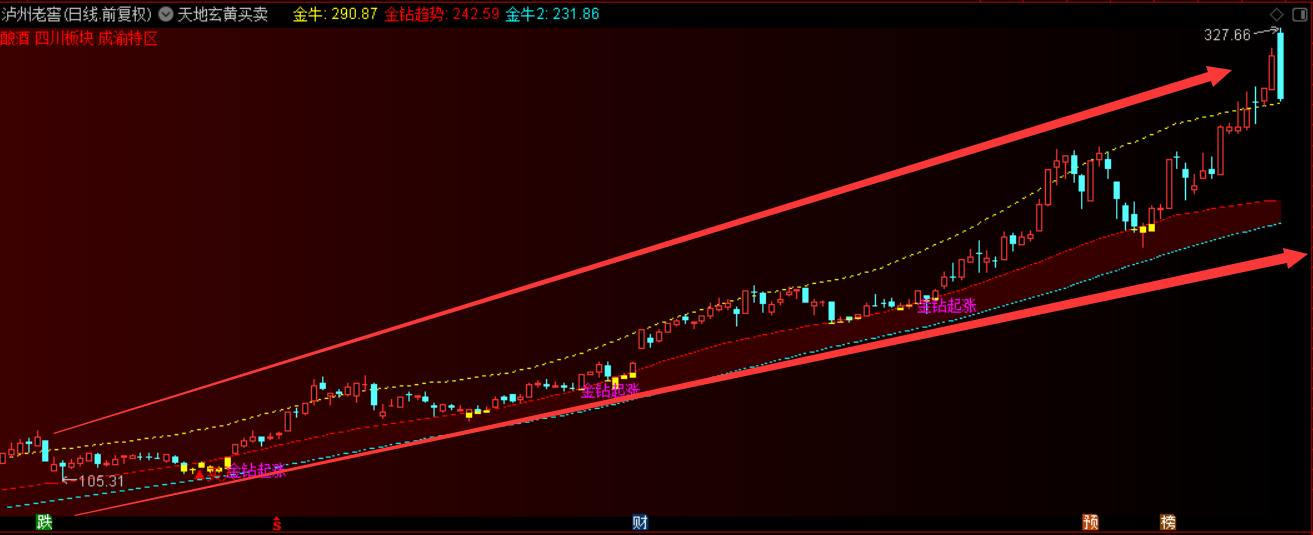 泸州老窖(日线.前复权) 天地玄黄买卖 金牛: 290.87 金钻趋势: 242.59 金牛2: 231.86
酿酒 四川板块 成渝特区
327.66
金钻起涨
金钻起涨
金钻起涨
105.31
跌 S 财 预 榜